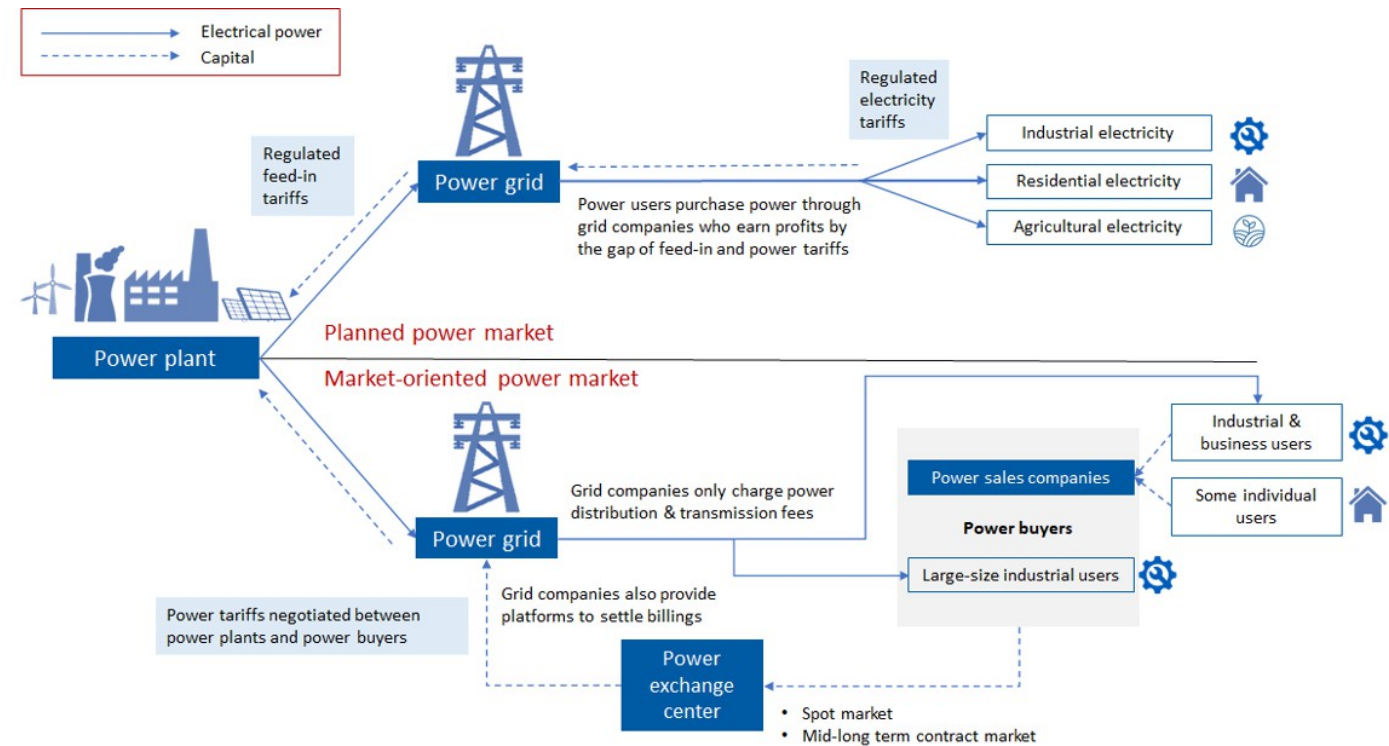 Electrical power
Capital
Regulated
electricity
tariffs
Regulated
feed-in
tariffs
Power grid
Industrial electricity
Residential electricity
Agricultural electricity
Power users purchase power through
grid companies who earn profits by
the gap of feed-in and power tariffs
Power plant
Planned power market
Market-oriented power market
Industrial &
business users
Power sales companies
Some individual
users
Grid companies only charge power
distribution & transmission fees
Power buyers
Power grid
Large-size industrial users
Grid companies also provide
platforms to settle billings
Power tariffs negotiated between
power plants and power buyers
Power
exchange
center
• Spot market
• Mid-long term contract market